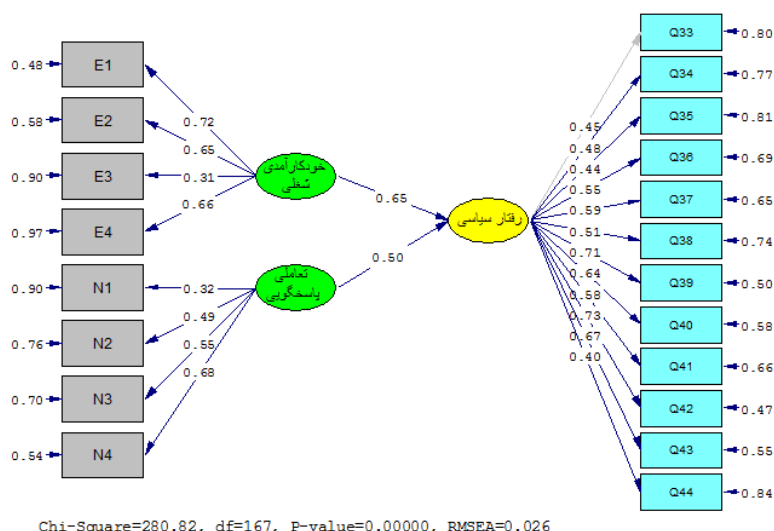 0.48 E1
0.58 E2
0.90 E3
0.97 E4
0.90 N1
0.76 N2
0.70 N3
0.54 N4
0.72
0.65
0.31
0.66
0.32
0.49
0.55
0.68
خودکارآمدی
شغلی
تعاملی
پاسخگویی
0.65
0.50
رفتار سیاسی
0.45
0.48
0.44
0.55
0.59
0.51
0.71
0.64
0.58
0.73
0.67
0.40
Q33 0.80
Q34 0.77
Q35 0.81
Q36 0.69
Q37 0.65
Q38 0.74
Q39 0.50
Q40 0.58
Q41 0.66
Q42 0.47
Q43 0.55
Q44 0.84
Chi-Square=280.82, df=167, P-value=0.00000, RMSEA=0.026